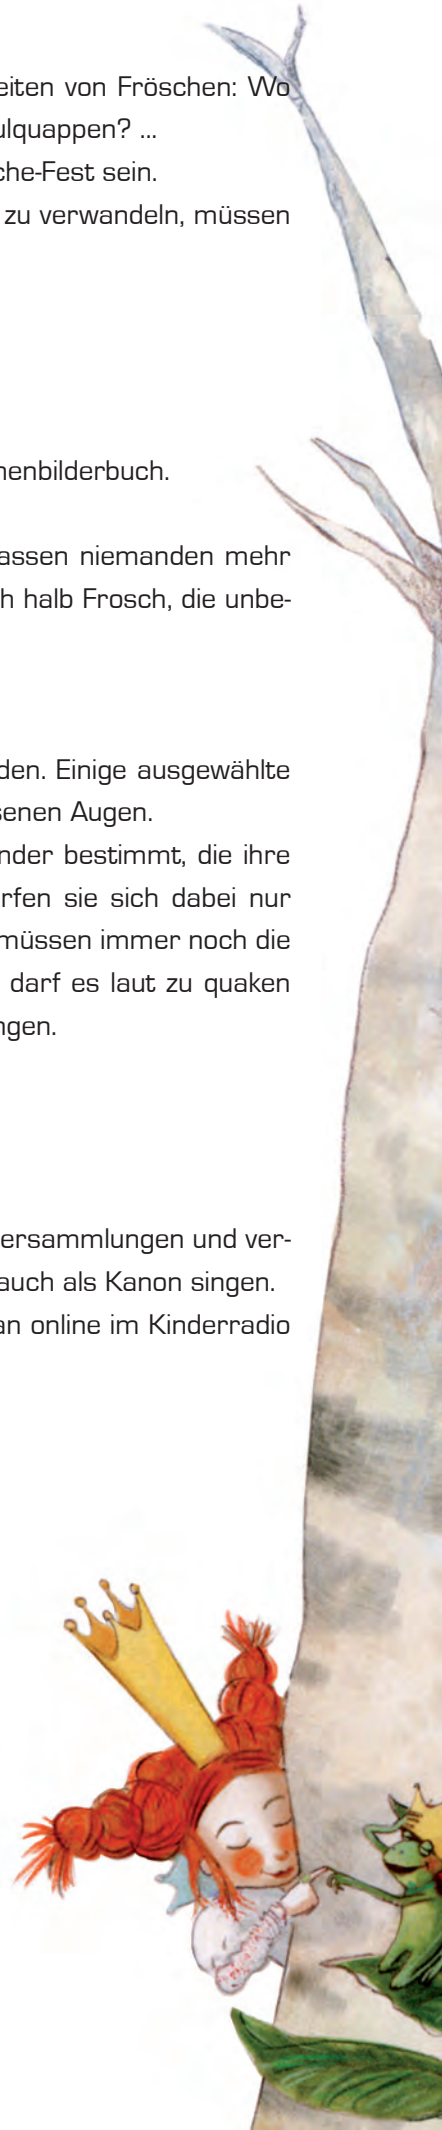 eiten von Fröschen: Wo
ulquappen? ...
che-Fest sein.
zu verwandeln, müssen
nenbilderbuch.
assen niemanden mehr
h halb Frosch, die unbe-
den. Einige ausgewählte
senen Augen.
nder bestimmt, die ihre
rfen sie sich dabei nur
müssen immer noch die
darf es laut zu quaken
ngen.
ersammlungen und ver-
auch als Kanon singen.
an online im Kinderradio